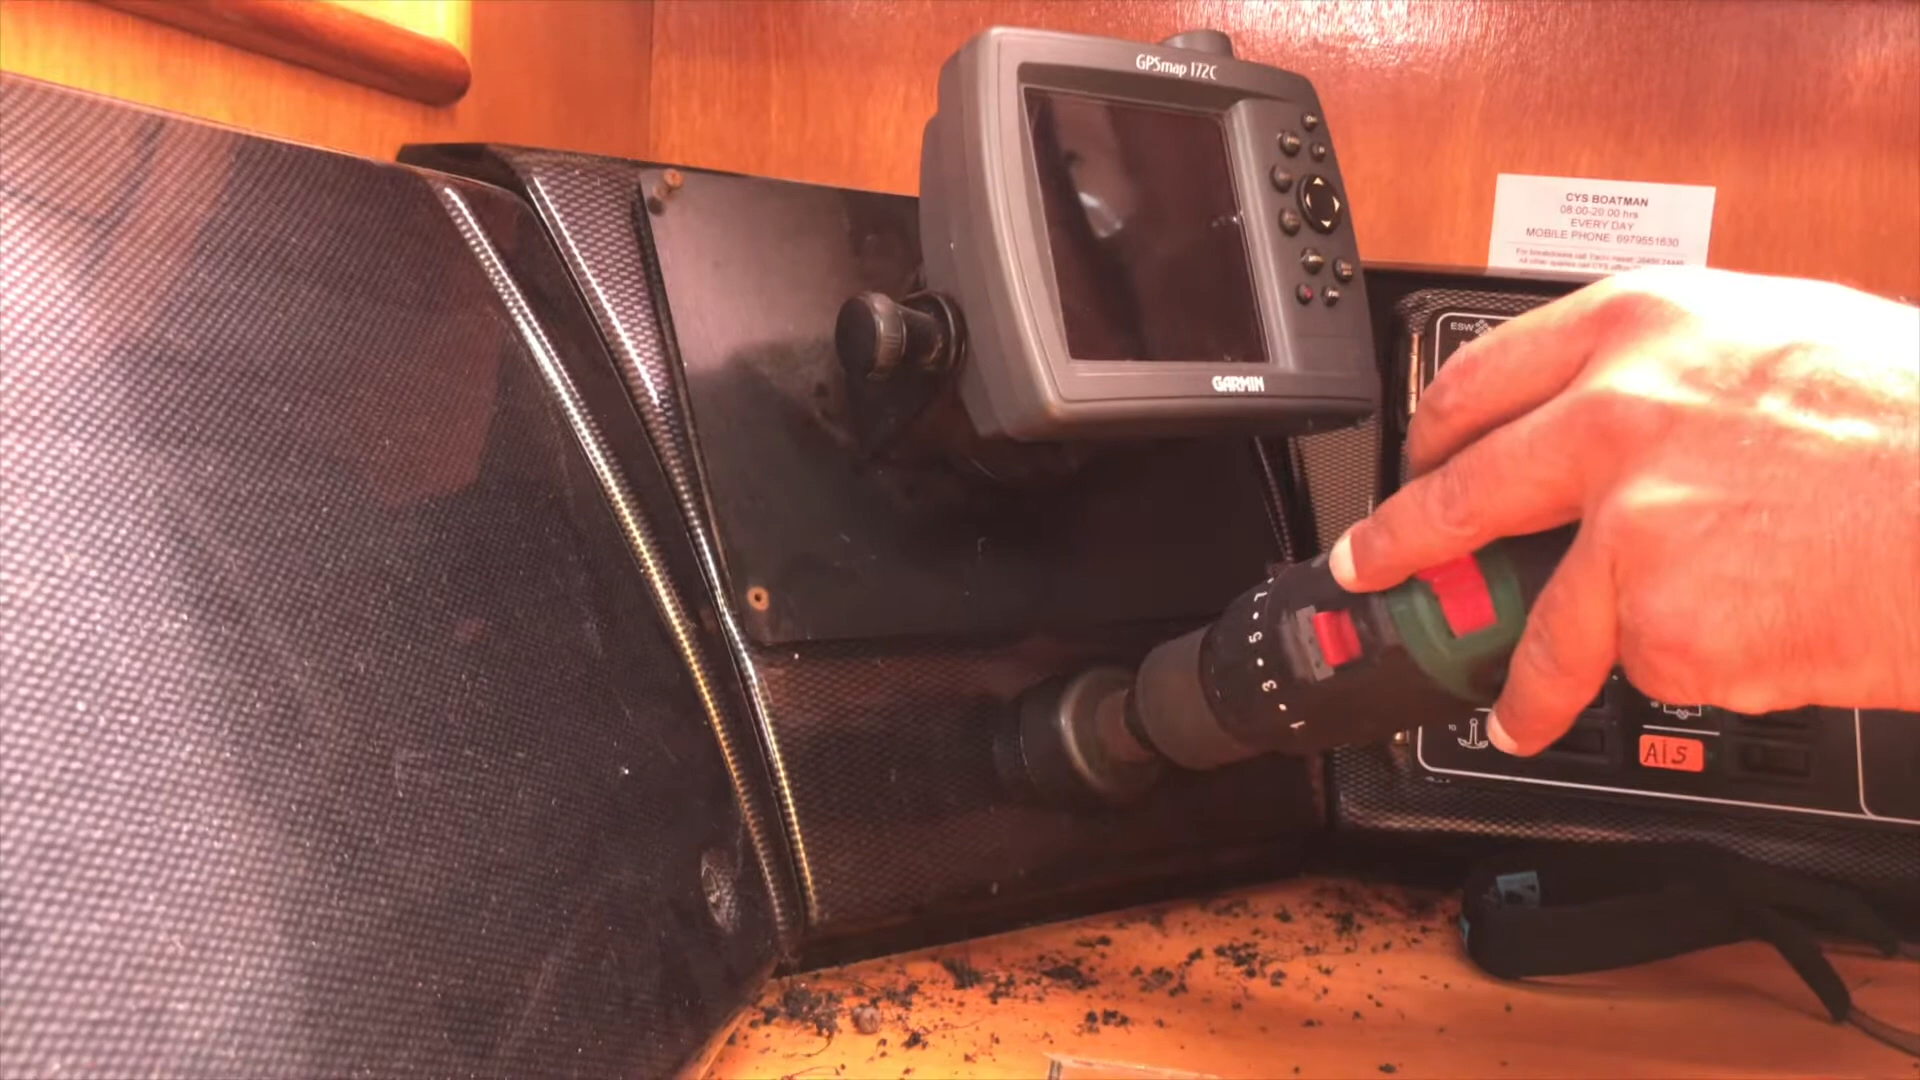 GPSmap 172C
GARMIN
CYS BOATMAN
08:00-20:00 hrs
EVERY DAY
MOBILE PHONE: 6979551630
ESW
1 • 3 • 5 • 7
AIS